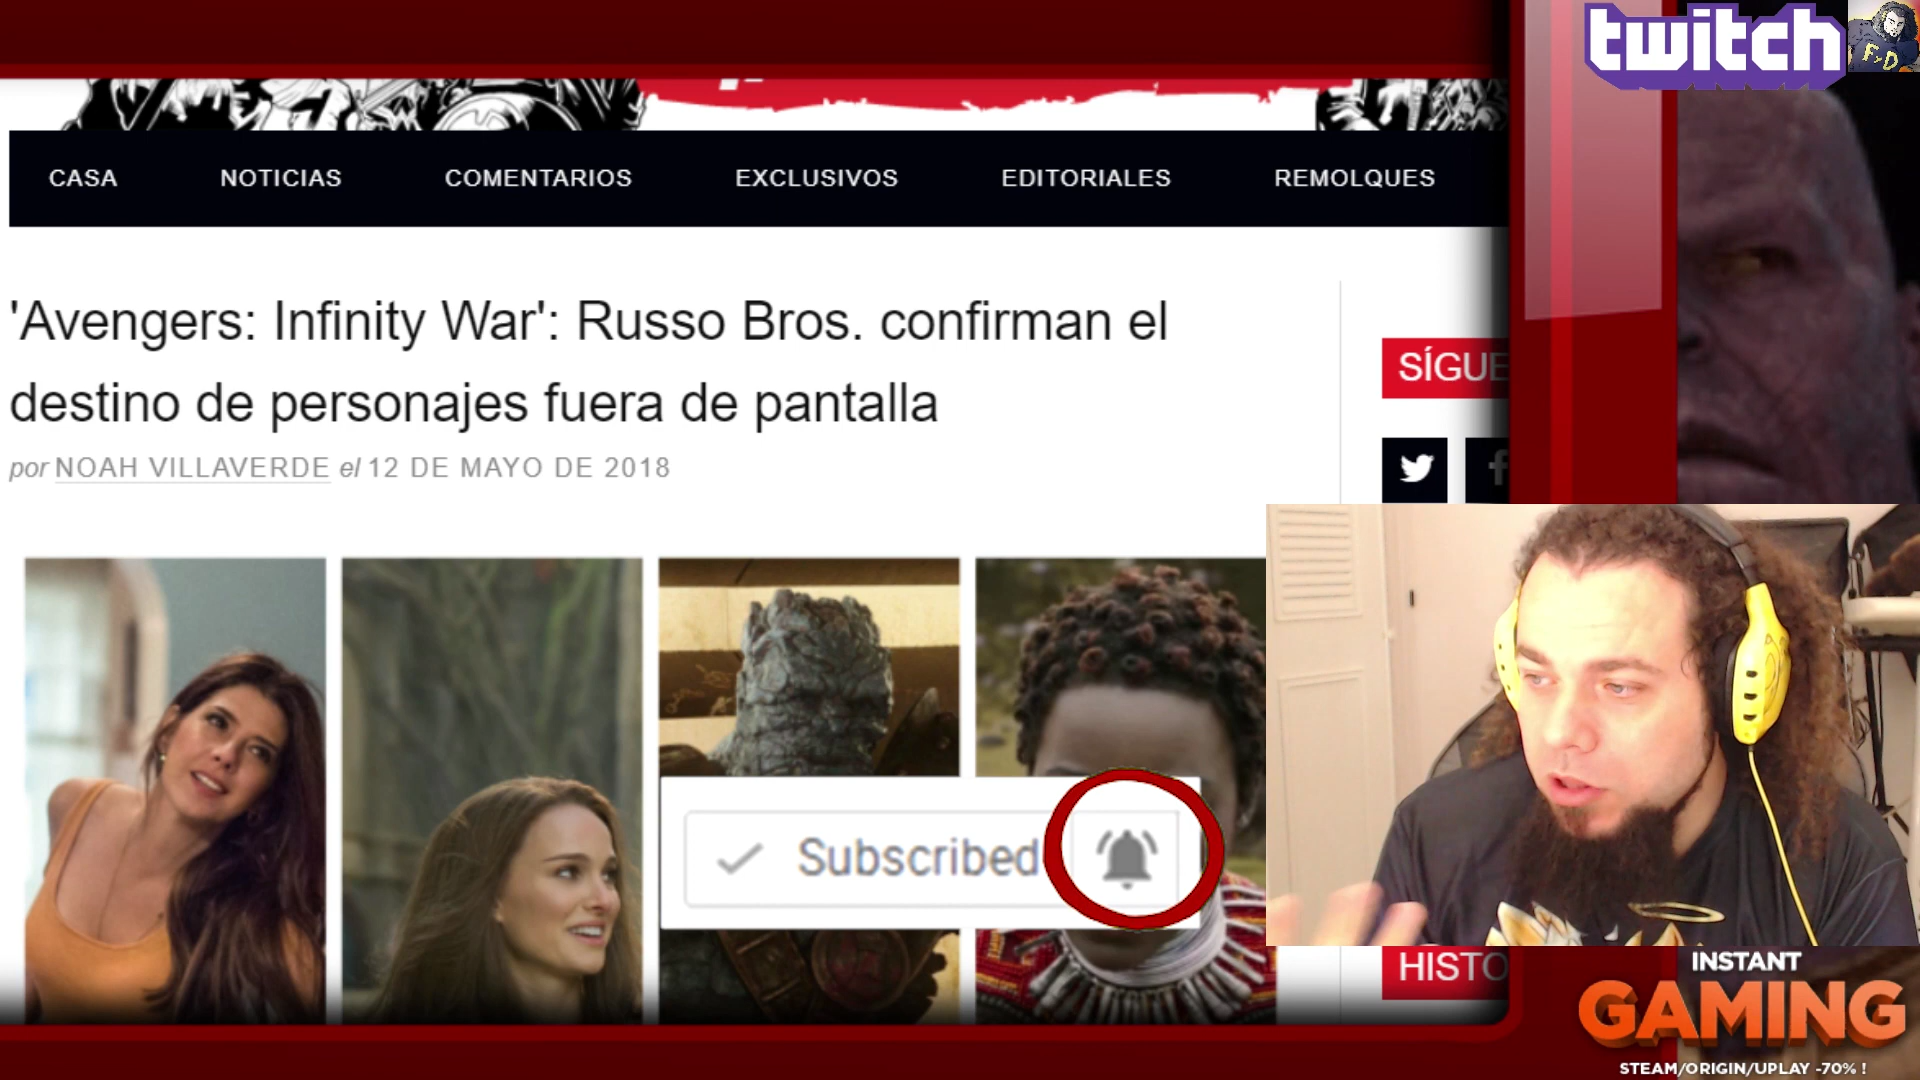 twitch
F.D
CASA
NOTICIAS
COMENTARIOS
EXCLUSIVOS
EDITORIALES
REMOLQUES
'Avengers: Infinity War': Russo Bros. confirman el
destino de personajes fuera de pantalla
por NOAH VILLAVERDE el 12 DE MAYO DE 2018
SÍGUE
Subscribed
HISTO
INSTANT
GAMING
STEAM/ORIGIN/UPLAY -70% !